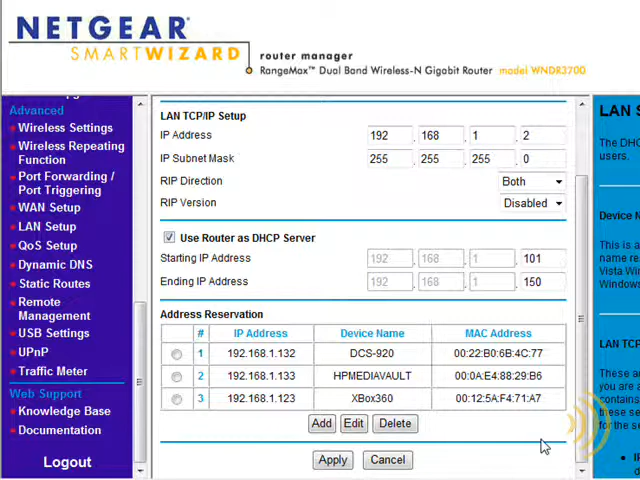 NETGEAR®
SMARTWIZARD
router manager
RangeMax™ Dual Band Wireless-N Gigabit Router model WNDR3700
Advanced
Wireless Settings
Wireless Repeating
Function
Port Forwarding /
Port Triggering
WAN Setup
LAN Setup
QoS Setup
Dynamic DNS
Static Routes
Remote
Management
USB Settings
UPnP
Traffic Meter
Web Support
Knowledge Base
Documentation
Logout
LAN TCP/IP Setup
IP Address 192 . 168 . 1 . 2
IP Subnet Mask 255 . 255 . 255 . 0
RIP Direction Both
RIP Version Disabled
Use Router as DHCP Server
Starting IP Address 192 . 168 . 1 . 101
Ending IP Address 192 . 168 . 1 . 150
Address Reservation
# IP Address Device Name MAC Address
1 192.168.1.132 DCS-920 00:22:B0:6B:4C:77
2 192.168.1.133 HPMEDIAVAULT 00:0A:E4:88:29:B6
3 192.168.1.123 XBox360 00:12:5A:F4:71:A7
Add Edit Delete
Apply Cancel
LAN S
The DHC
users.
Device N
This is a
name res
Vista Win
Windows
LAN TCP
These a
you are a
contains
these se
for the se